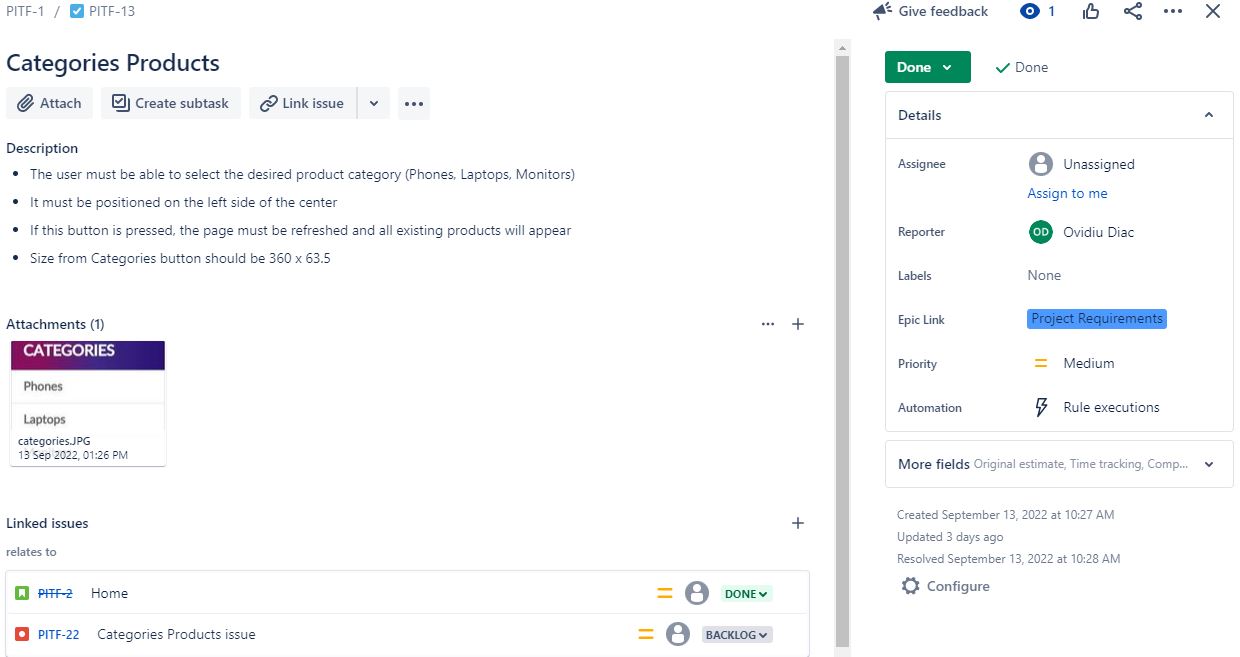 PITF-1 / PITF-13
Give feedback
1
Categories Products
Attach
Create subtask
Link issue
Description
The user must be able to select the desired product category (Phones, Laptops, Monitors)
It must be positioned on the left side of the center
If this button is pressed, the page must be refreshed and all existing products will appear
Size from Categories button should be 360 x 63.5
Attachments (1)
CATEGORIES
Phones
Laptops
categories.JPG
13 Sep 2022, 01:26 PM
Linked issues
relates to
PITF-2 Home DONE
PITF-22 Categories Products issue BACKLOG
Done
Done
Details
Assignee
Unassigned
Assign to me
Reporter
OD
Ovidiu Diac
Labels
None
Epic Link
Project Requirements
Priority
Medium
Automation
Rule executions
More fields Original estimate, Time tracking, Comp...
Created September 13, 2022 at 10:27 AM
Updated 3 days ago
Resolved September 13, 2022 at 10:28 AM
Configure